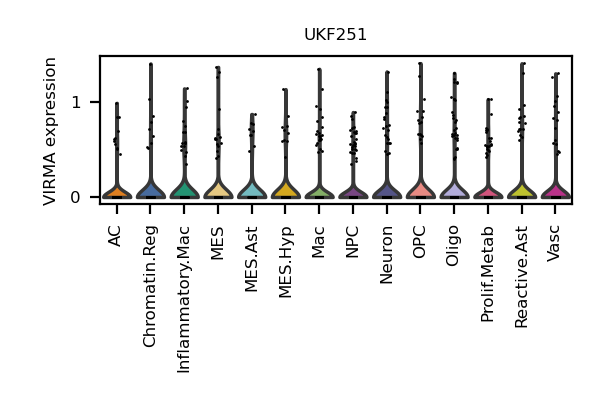 UKF251
VIRMA expression
1
0
AC
Chromatin.Reg
Inflammatory.Mac
MES
MES.Ast
MES.Hyp
Mac
NPC
Neuron
OPC
Oligo
Prolif.Metab
Reactive.Ast
Vasc